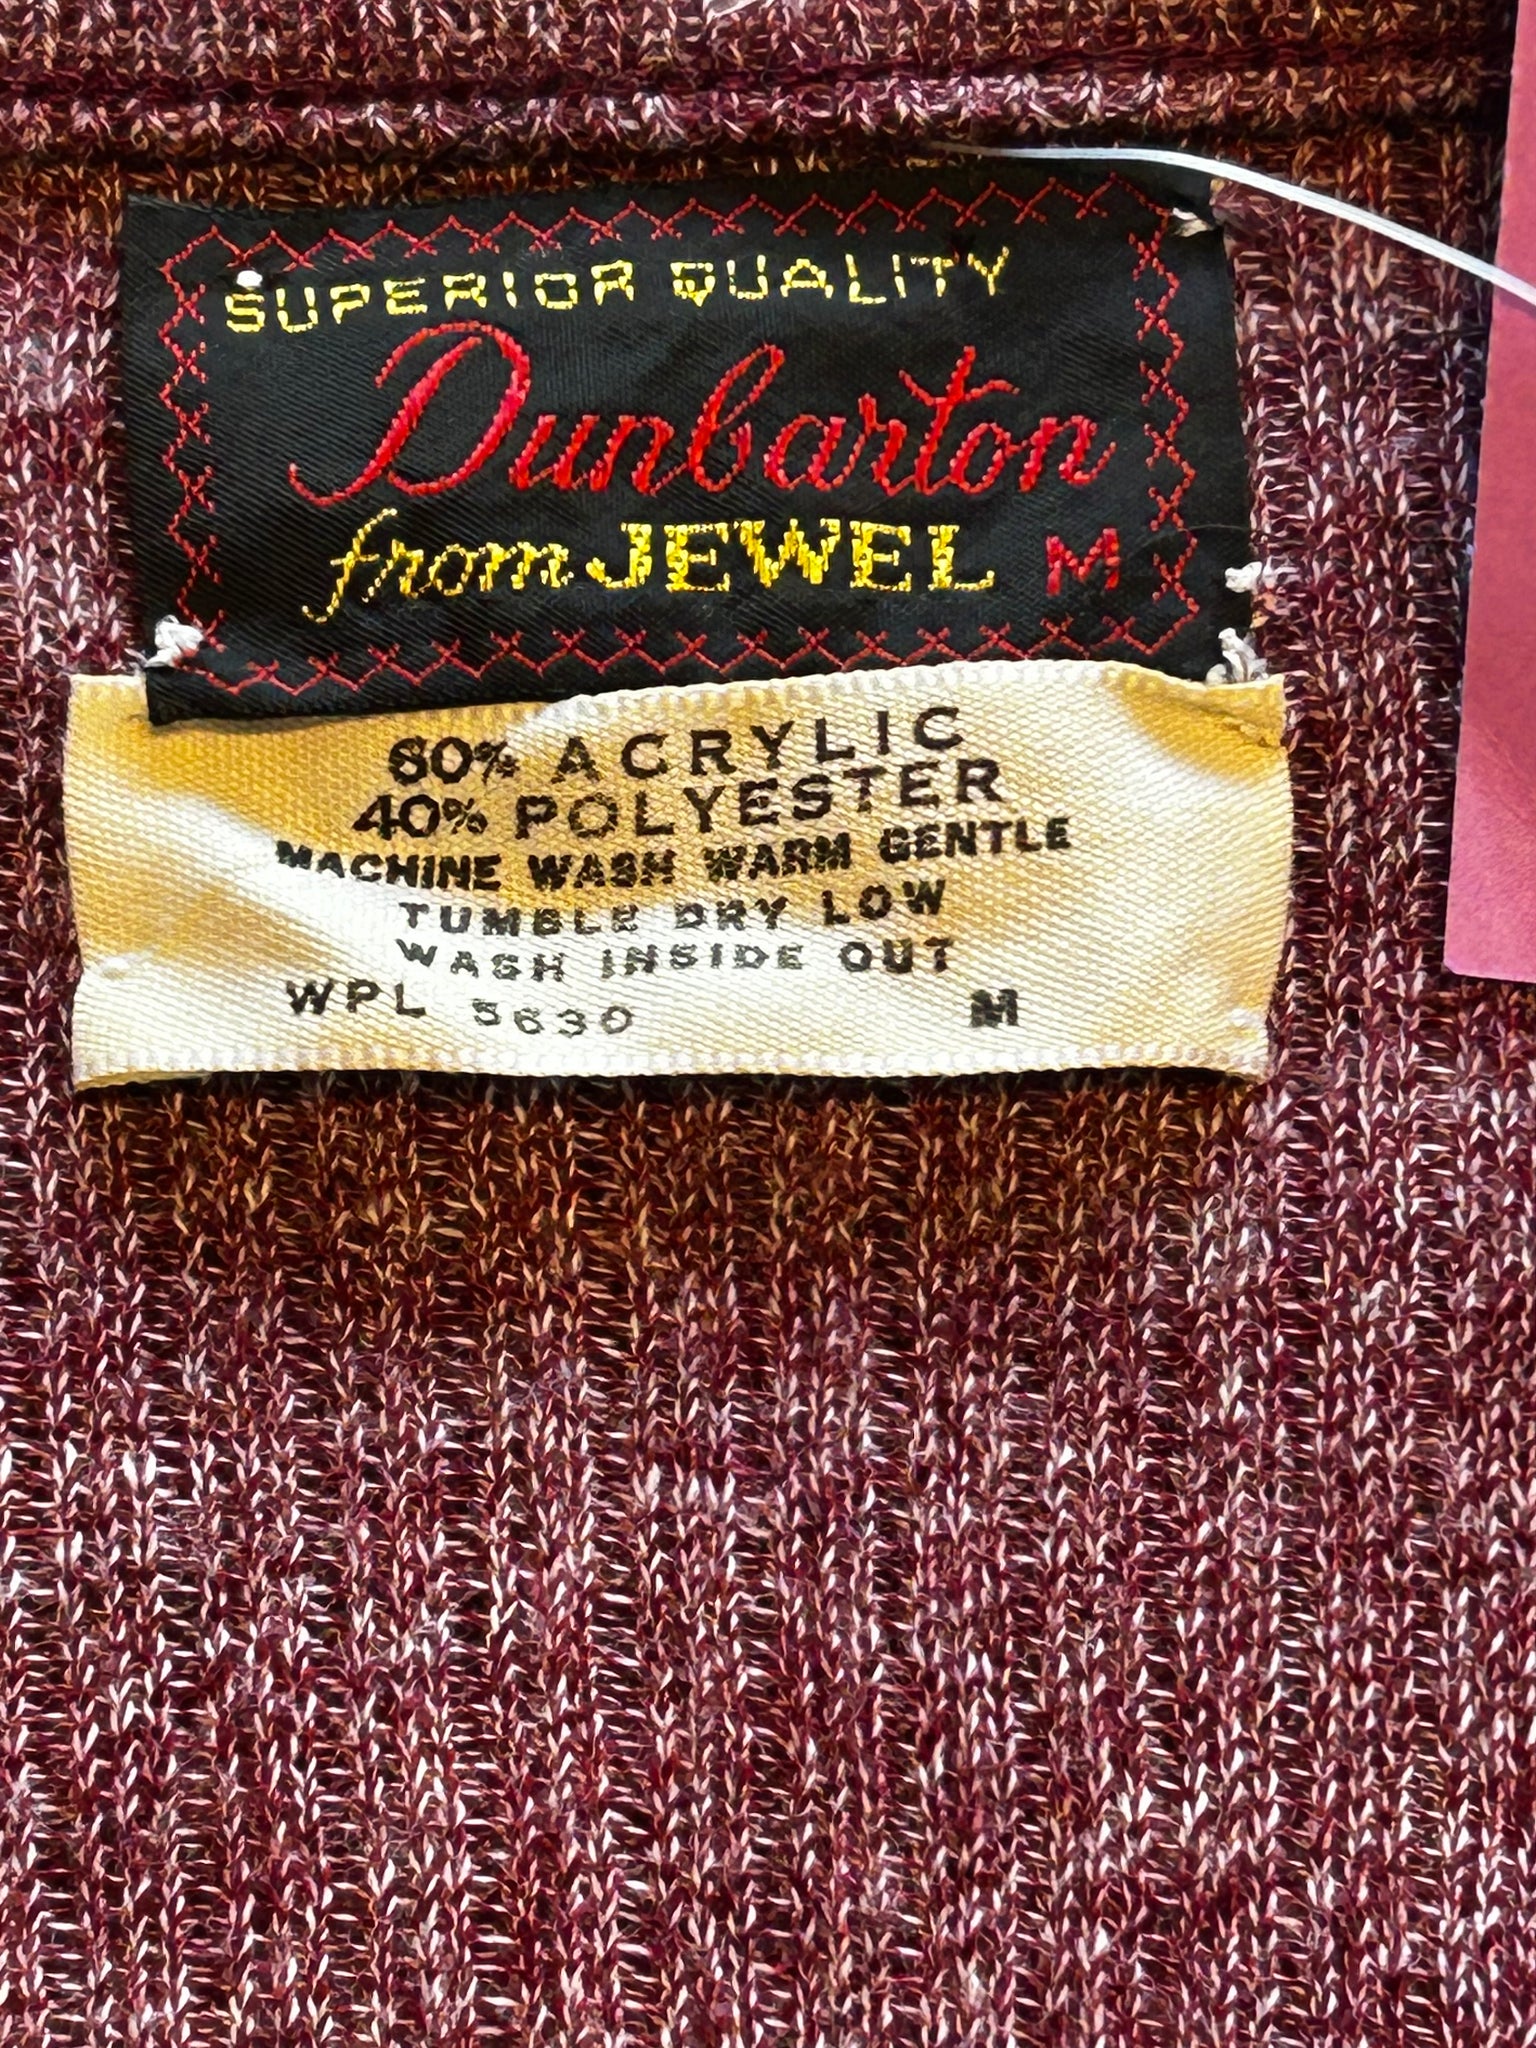 SUPERIOR QUALITY
Dunbarton
from JEWEL M
60% ACRYLIC
40% POLYESTER
MACHINE WASH WARM GENTLE
TUMBLE DRY LOW
WASH INSIDE OUT
WPL 5630 M